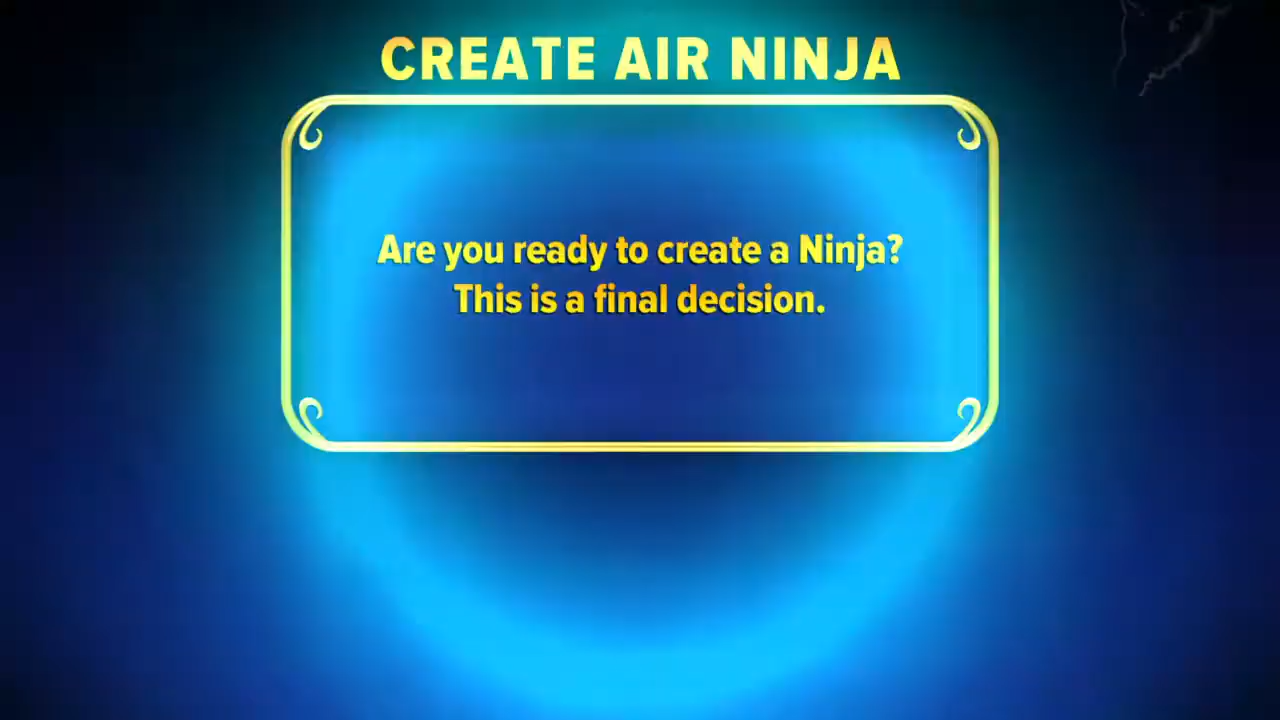 CREATE AIR NINJA
Are you ready to create a Ninja?
This is a final decision.